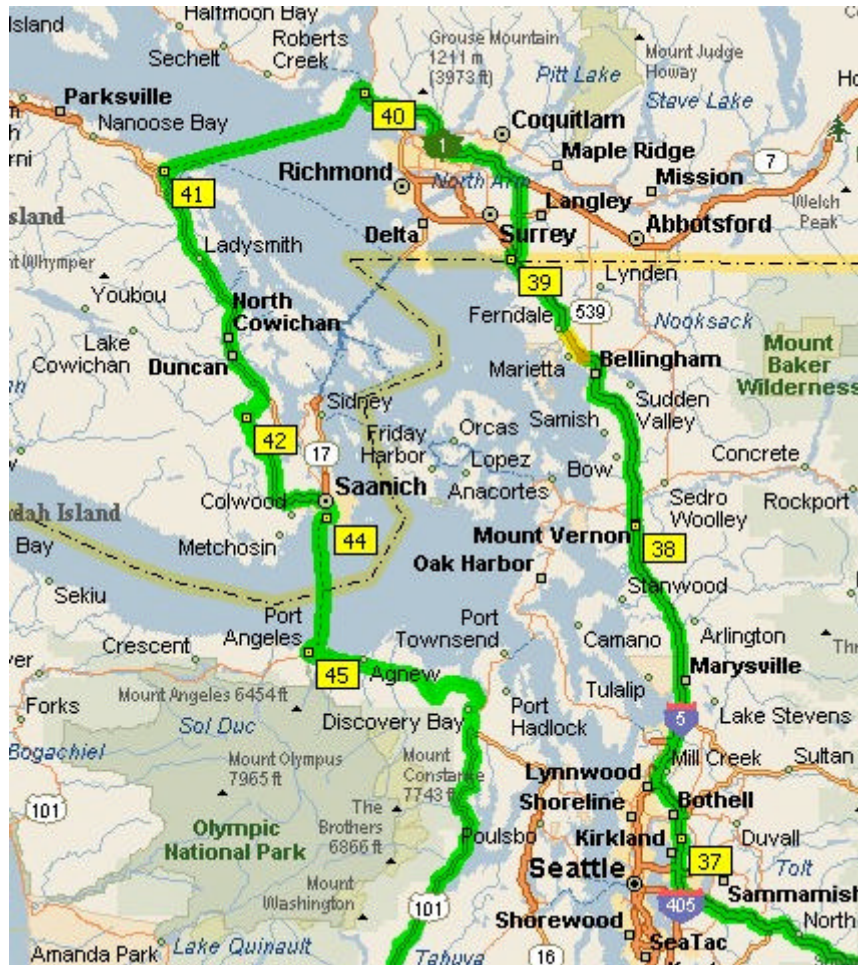 Halfmoon Bay
Island
Roberts
Creek
Sechelt
Grouse Mountain
1211 m
(3973 ft)
Mount Judge
Howay
Pitt Lake
Stave Lake
Parksville
Nanoose Bay
40
Coquitlam
1
Maple Ridge
7
Richmond
North Arm
Mission
41
Langley
Welch
Peak
Delta
Surrey
Abbotsford
Ladysmith
39
Lynden
Youbou
North
Cowichan
Ferndale
539
Nooksack
Lake
Cowichan
Duncan
Marietta
Bellingham
Mount
Baker
Wilderness
Sidney
Sudden
Valley
42
Friday
Harbor
Orcas
Samish
17
Lopez
Bow
Concrete
Colwood
Saanich
Anacortes
Sedro
Woolley
Rockport
Island
Bay
Metchosin
44
Mount Vernon
38
Oak Harbor
Sekiu
Stanwood
Port
Angeles
Port
Townsend
Crescent
Camano
Arlington
45
Agnew
Marysville
Mount Angeles 6454 ft
Tulalip
Forks
Sol Duc
Discovery Bay
Port
Hadlock
5
Lake Stevens
Bogachiel
Mount Olympus
7965 ft
Mount
Constance
7743 ft
Mill Creek
Sultan
Lynnwood
101
The
Brothers
6866 ft
Shoreline
Bothell
Olympic
National Park
Poulsbo
Kirkland
Duvall
37
Tolt
Mount
Washington
Seattle
Sammamish
101
405
Shorewood
North
Amanda Park
Lake Quinault
Tahuya
16
SeaTac